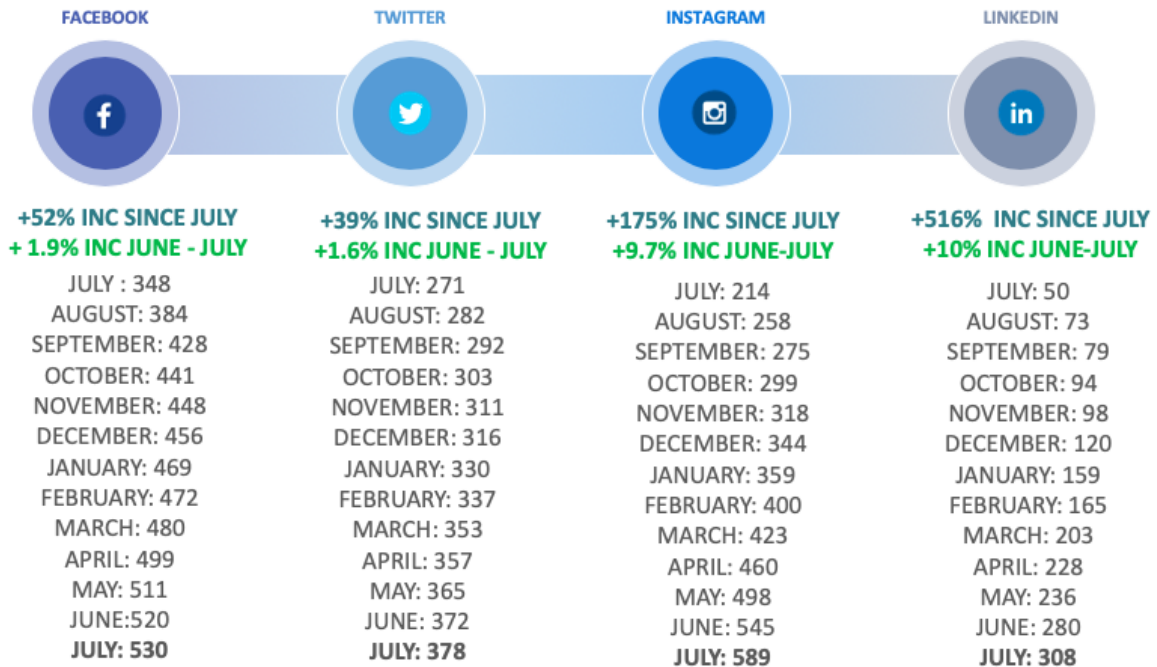 FACEBOOK
+52% INC SINCE JULY
+ 1.9% INC JUNE - JULY
JULY : 348
AUGUST: 384
SEPTEMBER: 428
OCTOBER: 441
NOVEMBER: 448
DECEMBER: 456
JANUARY: 469
FEBRUARY: 472
MARCH: 480
APRIL: 499
MAY: 511
JUNE:520
JULY: 530
TWITTER
+39% INC SINCE JULY
+1.6% INC JUNE - JULY
JULY: 271
AUGUST: 282
SEPTEMBER: 292
OCTOBER: 303
NOVEMBER: 311
DECEMBER: 316
JANUARY: 330
FEBRUARY: 337
MARCH: 353
APRIL: 357
MAY: 365
JUNE: 372
JULY: 378
INSTAGRAM
+175% INC SINCE JULY
+9.7% INC JUNE-JULY
JULY: 214
AUGUST: 258
SEPTEMBER: 275
OCTOBER: 299
NOVEMBER: 318
DECEMBER: 344
JANUARY: 359
FEBRUARY: 400
MARCH: 423
APRIL: 460
MAY: 498
JUNE: 545
JULY: 589
LINKEDIN
in
+516%  INC SINCE JULY
+10% INC JUNE-JULY
JULY: 50
AUGUST: 73
SEPTEMBER: 79
OCTOBER: 94
NOVEMBER: 98
DECEMBER: 120
JANUARY: 159
FEBRUARY: 165
MARCH: 203
APRIL: 228
MAY: 236
JUNE: 280
JULY: 308